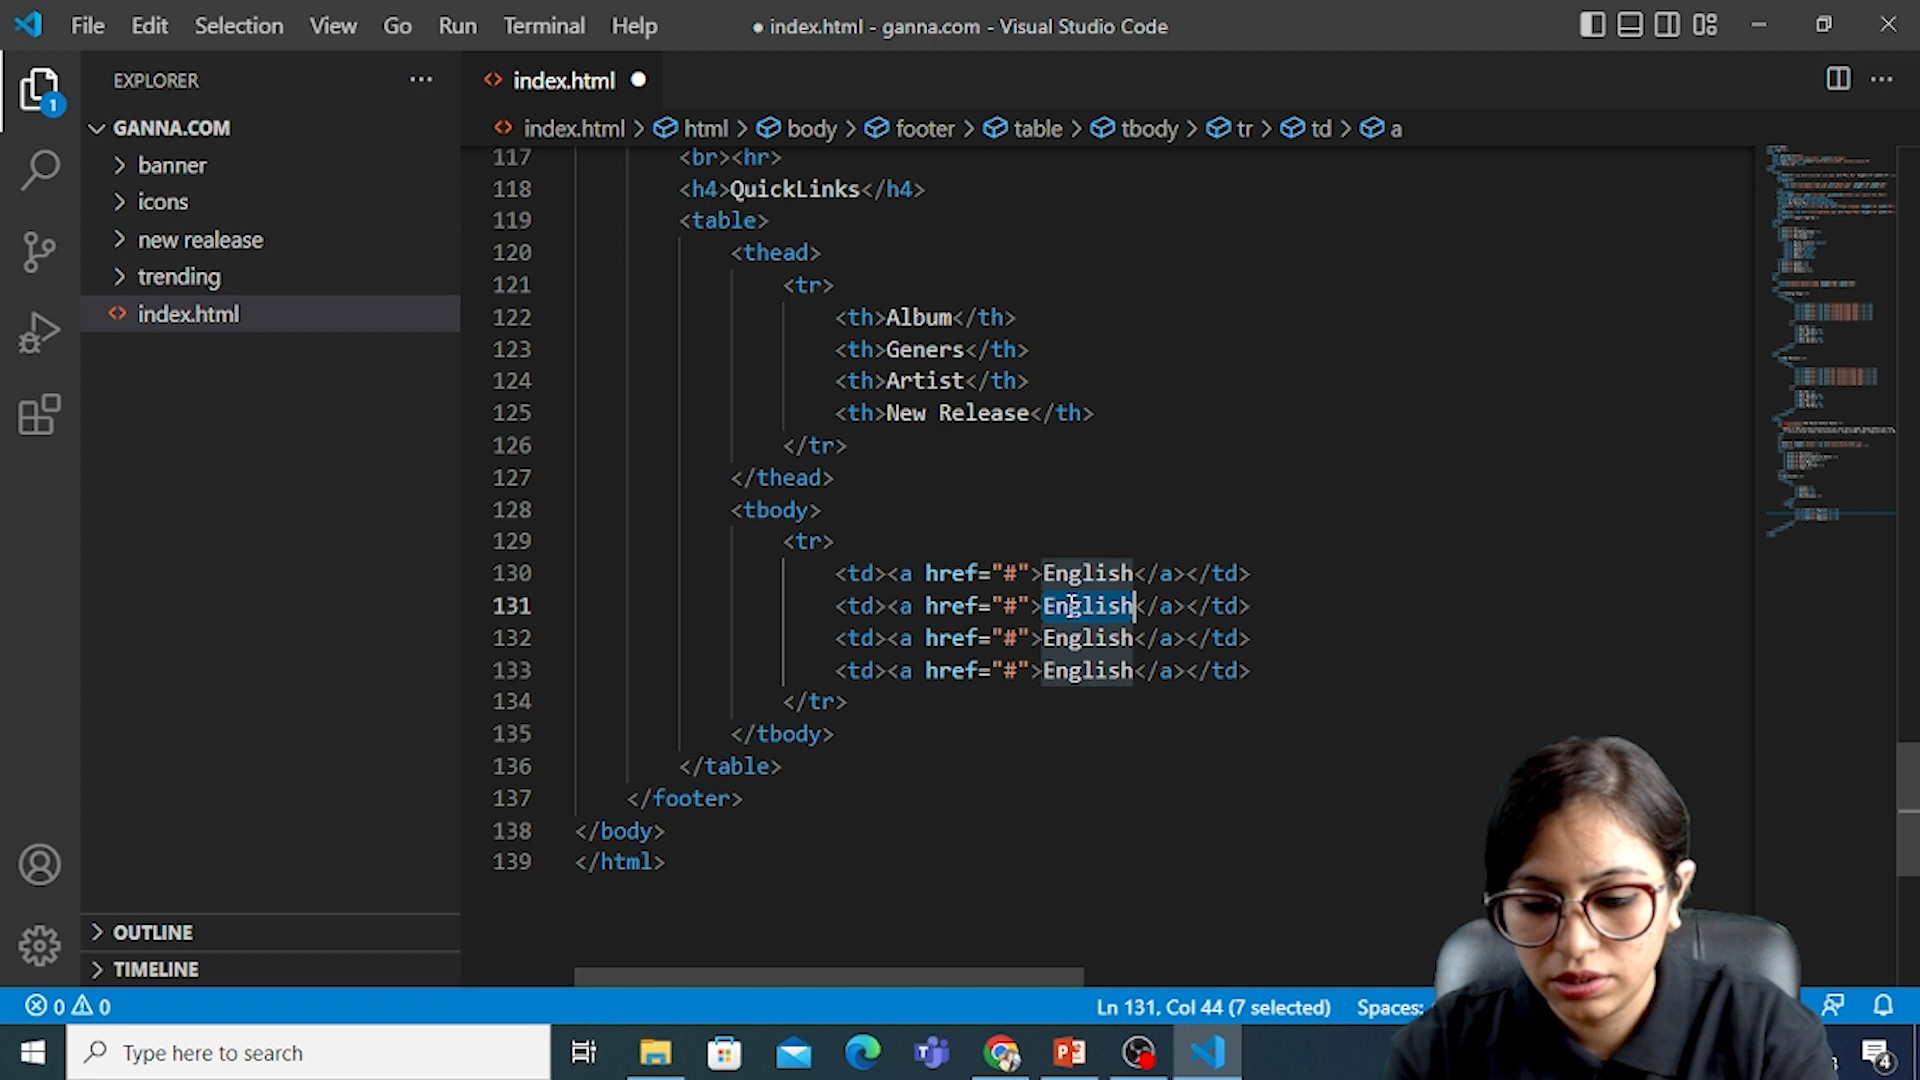 File Edit Selection View Go Run Terminal Help
● index.html - ganna.com - Visual Studio Code
EXPLORER
index.html
1
GANNA.COM
index.html > html > body > footer > table > tbody > tr > td > a
banner
icons
new realease
trending
index.html
117 <br><hr>
118 <h4>QuickLinks</h4>
119 <table>
120 <thead>
121 <tr>
122 <th>Album</th>
123 <th>Geners</th>
124 <th>Artist</th>
125 <th>New Release</th>
126 </tr>
127 </thead>
128 <tbody>
129 <tr>
130 <td><a href="#">English</a></td>
131 <td><a href="#">English</a></td>
132 <td><a href="#">English</a></td>
133 <td><a href="#">English</a></td>
134 </tr>
135 </tbody>
136 </table>
137 </footer>
138 </body>
139 </html>
OUTLINE
TIMELINE
0 0
Ln 131, Col 44 (7 selected) Spaces:
Type here to search
4